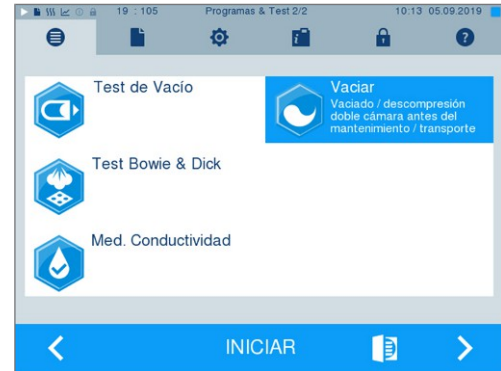 19 : 105
Programas & Test 2/2
10:13 05.09.2019
Test de Vacío
Vaciar
Vaciado / descompresión
doble cámara antes del
mantenimiento / transporte
Test Bowie & Dick
Med. Conductividad
INICIAR